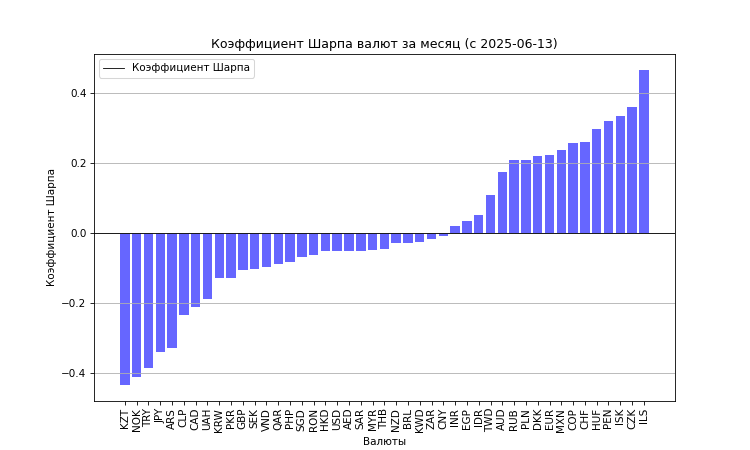 Коэффициент Шарпа валют за месяц (с 2025-06-13)
Коэффициент Шарпа
Коэффициент Шарпа
0.4
0.2
0.0
−0.2
−0.4
KZT NOK TRY JPY ARS CLP CAD UAH KRW PKR GBP SEK VND QAR PHP SGD RON HKD USD AED SAR MYR THB NZD BRL KWD ZAR CNY INR EGP IDR TWD AUD RUB PLN DKK EUR MXN COP CHF HUF PEN ISK CZK ILS
Валюты